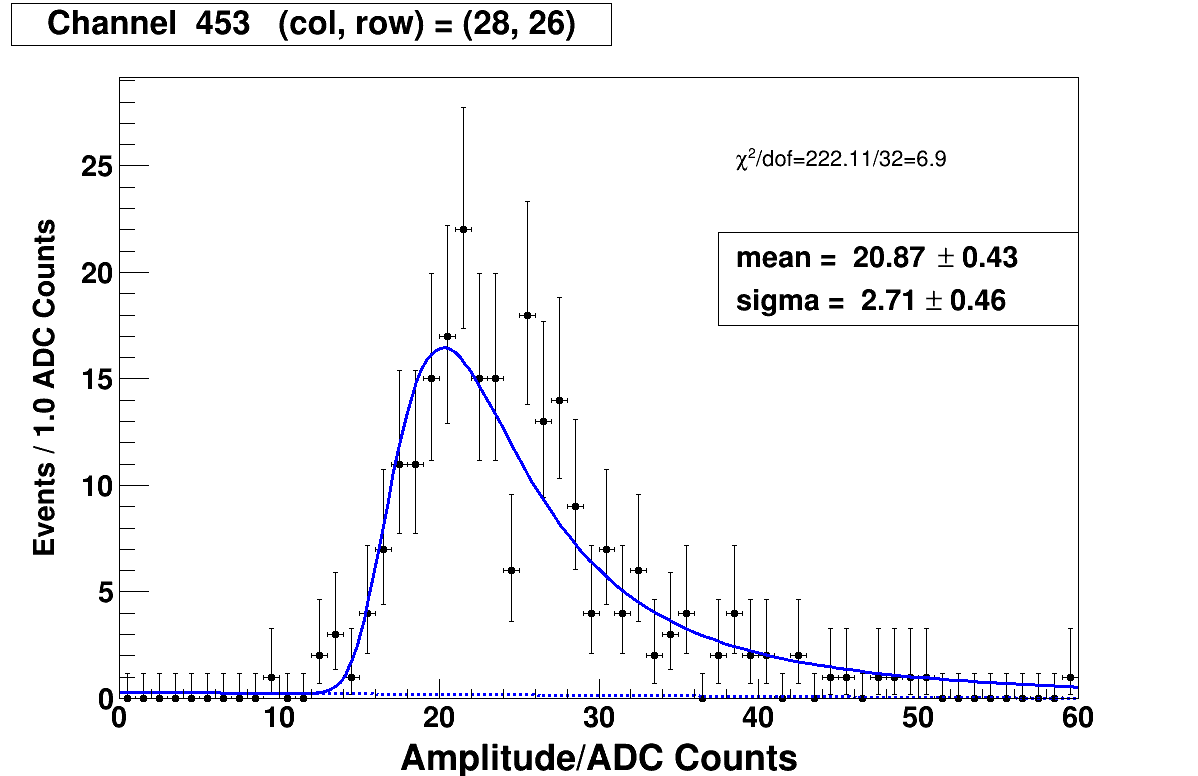 Channel 453 (col, row) = (28, 26)
χ²/dof=222.11/32=6.9
mean = 20.87 ± 0.43
sigma = 2.71 ± 0.46
Events / 1.0 ADC Counts
25
20
15
10
5
0
0 10 20 30 40 50 60
Amplitude/ADC Counts